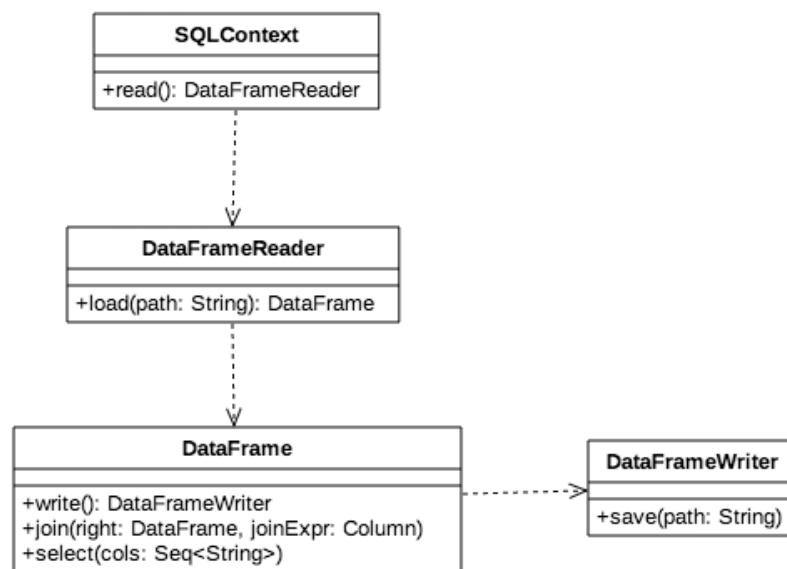 SQLContext
+read(): DataFrameReader
DataFrameReader
+load(path: String): DataFrame
DataFrame
+write(): DataFrameWriter
+join(right: DataFrame, joinExpr: Column)
+select(cols: Seq<String>)
DataFrameWriter
+save(path: String)